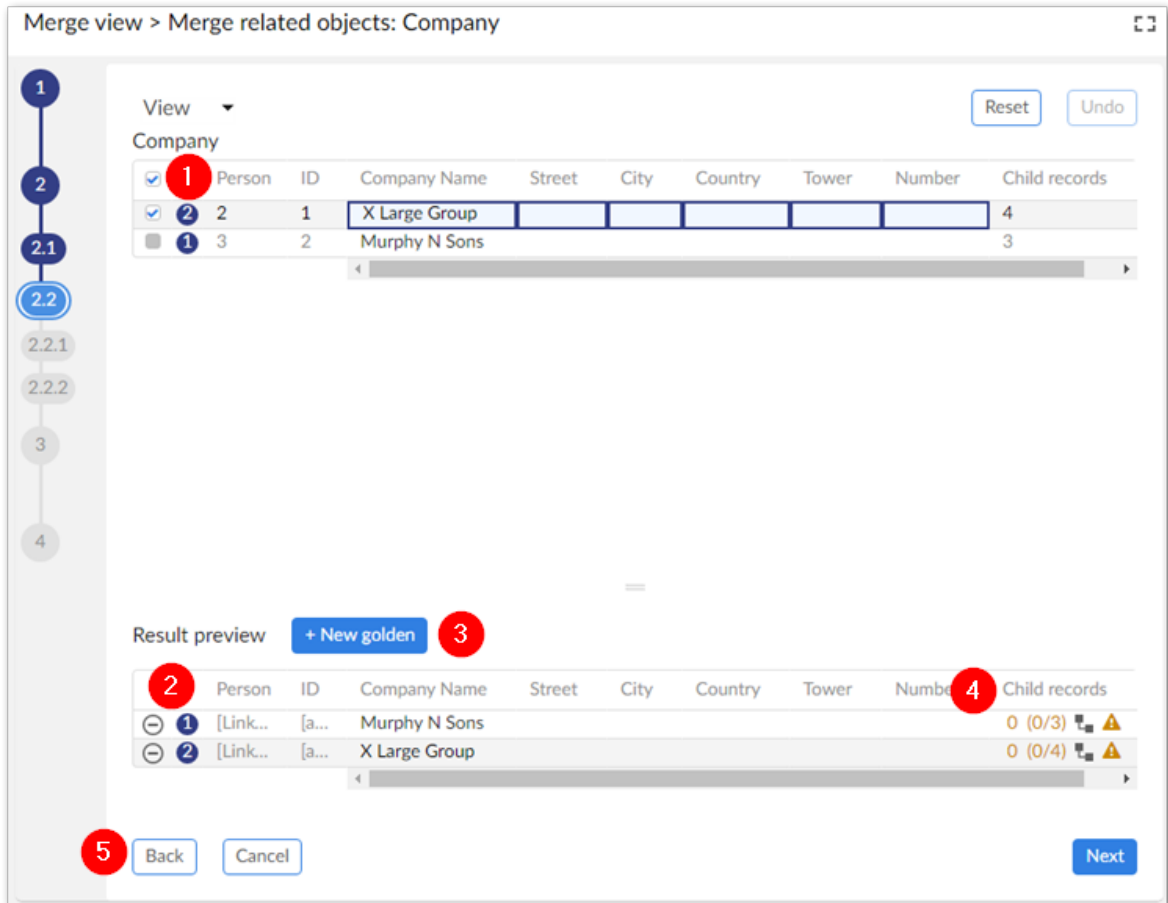 Merge view > Merge related objects: Company
1
2
2.1
2.2
2.2.1
2.2.2
3
4
View
Reset Undo
Company
1 Person ID Company Name Street City Country Tower Number Child records
2 2 1 X Large Group 4
1 3 2 Murphy N Sons 3
Result preview + New golden 3
2 Person ID Company Name Street City Country Tower Numbe 4 Child records
1 [Link... [a... Murphy N Sons 0 (0/3)
2 [Link... [a... X Large Group 0 (0/4)
5 Back Cancel Next